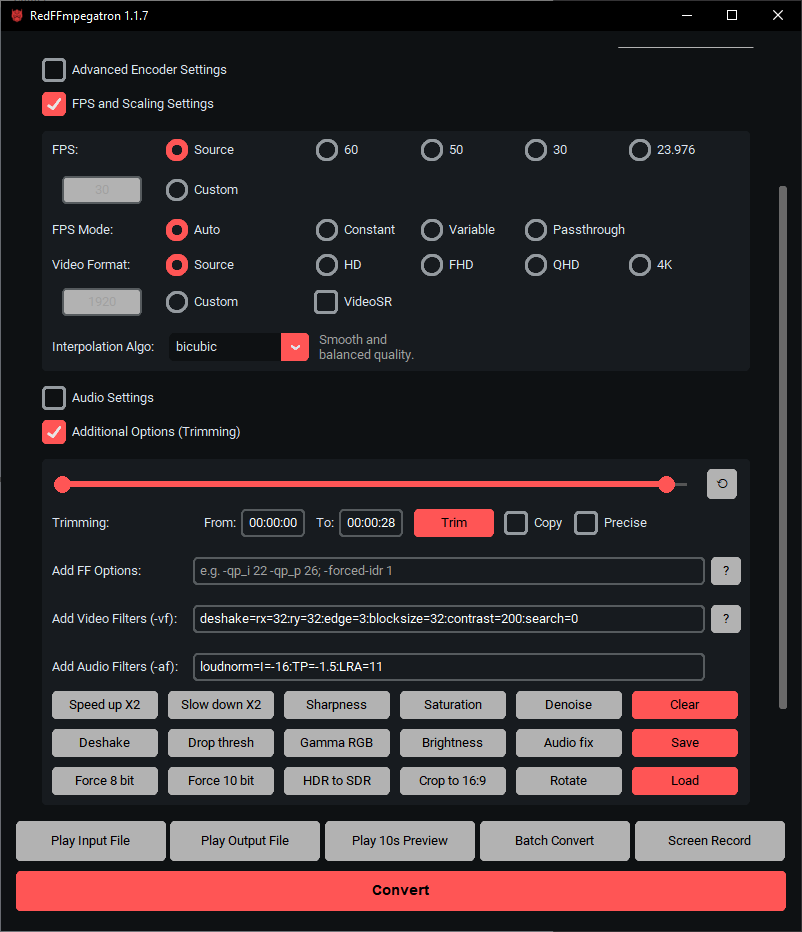 RedFFmpegatron 1.1.7
Advanced Encoder Settings
FPS and Scaling Settings
FPS: Source 60 50 30 23.976
30 Custom
FPS Mode: Auto Constant Variable Passthrough
Video Format: Source HD FHD QHD 4K
1920 Custom VideoSR
Interpolation Algo: bicubic Smooth and
balanced quality.
Audio Settings
Additional Options (Trimming)
Trimming: From: 00:00:00 To: 00:00:28 Trim Copy Precise
Add FF Options: e.g. -qp_i 22 -qp_p 26; -forced-idr 1 ?
Add Video Filters (-vf): deshake=rx=32:ry=32:edge=3:blocksize=32:contrast=200:search=0 ?
Add Audio Filters (-af): loudnorm=I=-16:TP=-1.5:LRA=11
Speed up X2 Slow down X2 Sharpness Saturation Denoise Clear
Deshake Drop thresh Gamma RGB Brightness Audio fix Save
Force 8 bit Force 10 bit HDR to SDR Crop to 16:9 Rotate Load
Play Input File Play Output File Play 10s Preview Batch Convert Screen Record
Convert